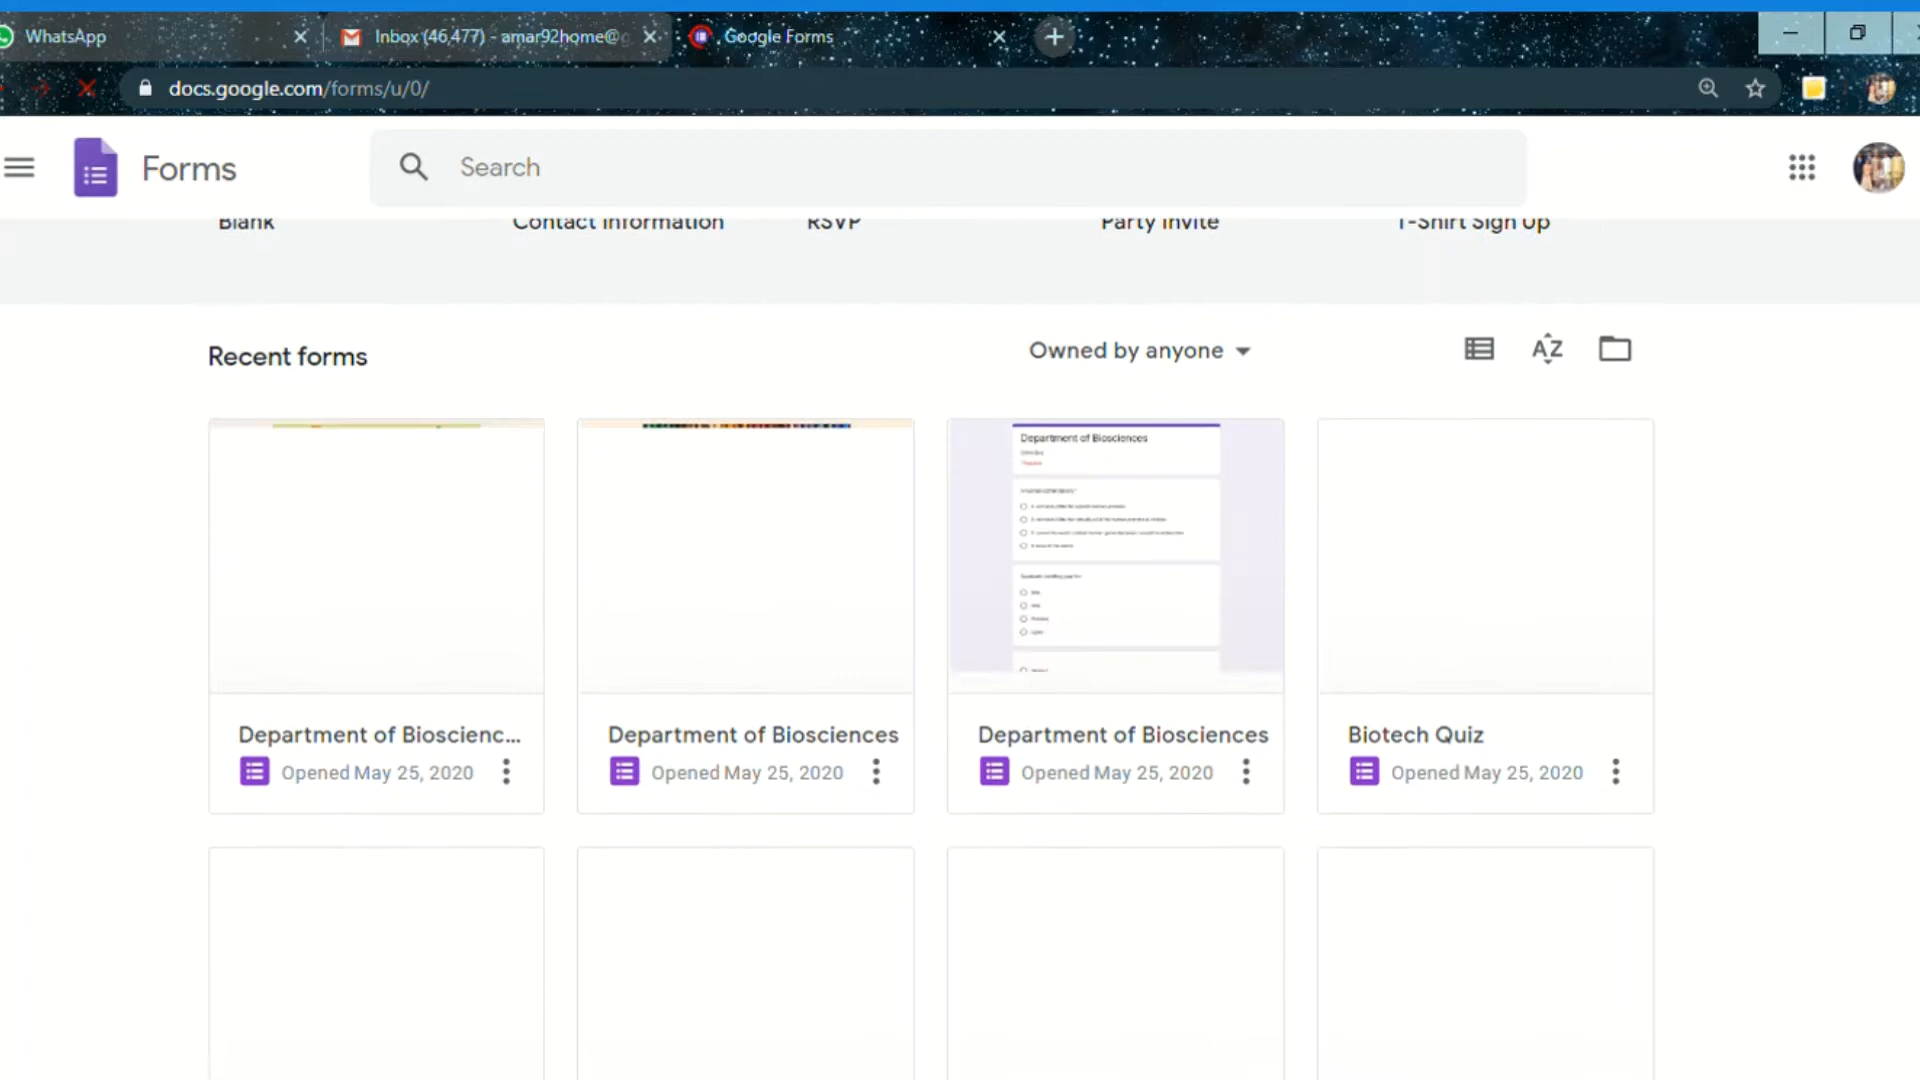 WhatsApp
Inbox (46,477) - amar92home@g
Google Forms
docs.google.com/forms/u/0/
Forms
Search
Blank
Contact Information
RSVP
Party Invite
T-Shirt Sign Up
Recent forms
Owned by anyone
AZ
Department of Biosciences
Department of Bioscienc...
Opened May 25, 2020
Department of Biosciences
Opened May 25, 2020
Department of Biosciences
Opened May 25, 2020
Biotech Quiz
Opened May 25, 2020